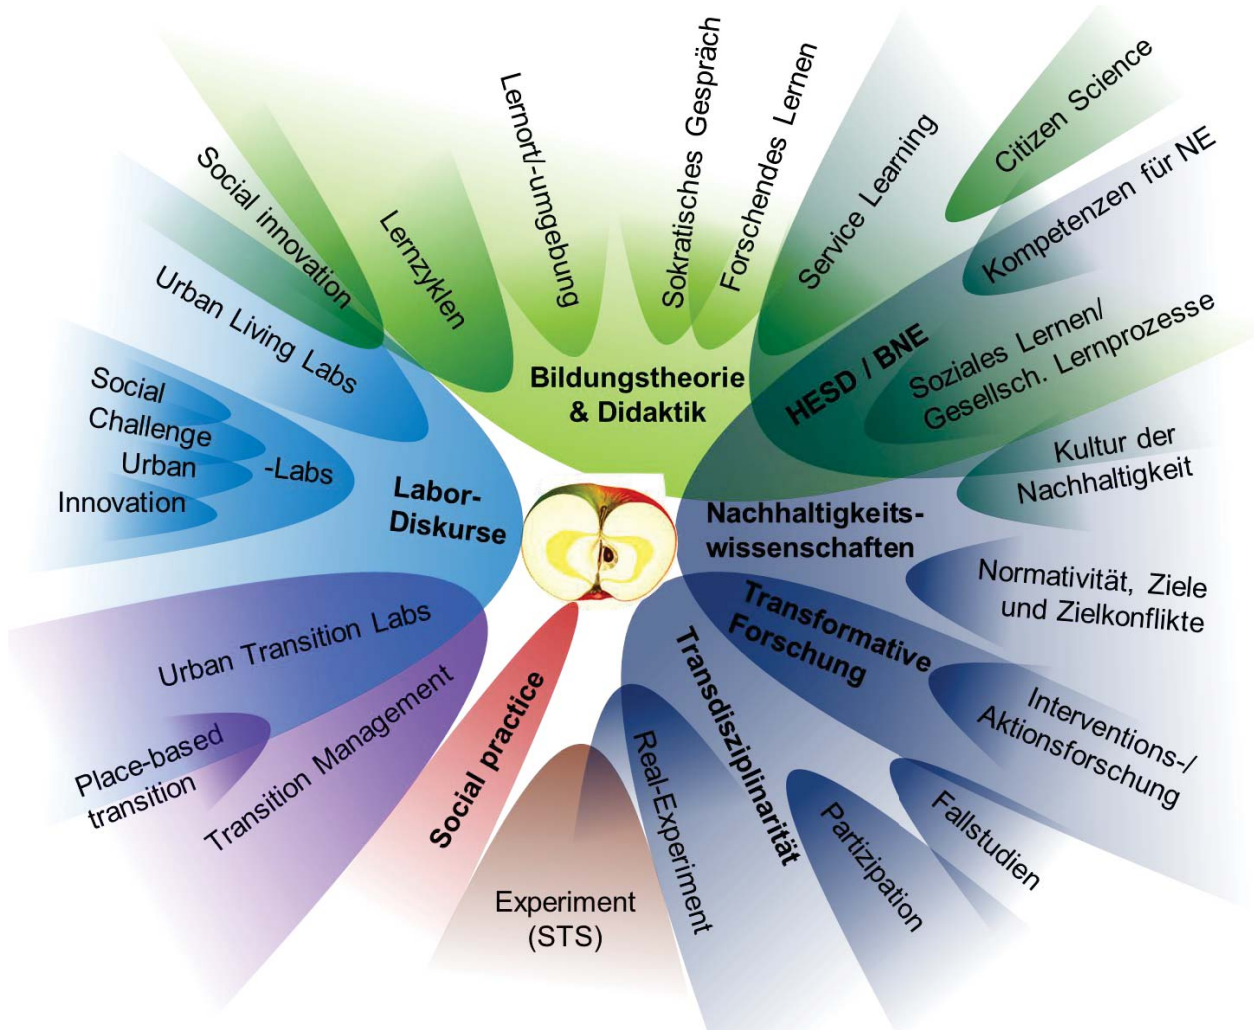 Social innovation
Lernzyklen
Lernort/-umgebung
Sokratisches Gespräch
Forschendes Lernen
Service Learning
Citizen Science
Kompetenzen für NE
Bildungstheorie
& Didaktik
HESD / BNE
Soziales Lernen/
Gesellsch. Lernprozesse
Kultur der
Nachhaltigkeit
Urban Living Labs
Social
Challenge
Urban
Innovation
-Labs
Labor-
Diskurse
Nachhaltigkeits-
wissenschaften
Normativität, Ziele
und Zielkonflikte
Transformative
Forschung
Interventions-/
Aktionsforschung
Transdisziplinarität
Fallstudien
Partizipation
Real-Experiment
Experiment
(STS)
Social practice
Urban Transition Labs
Transition Management
Place-based
transition